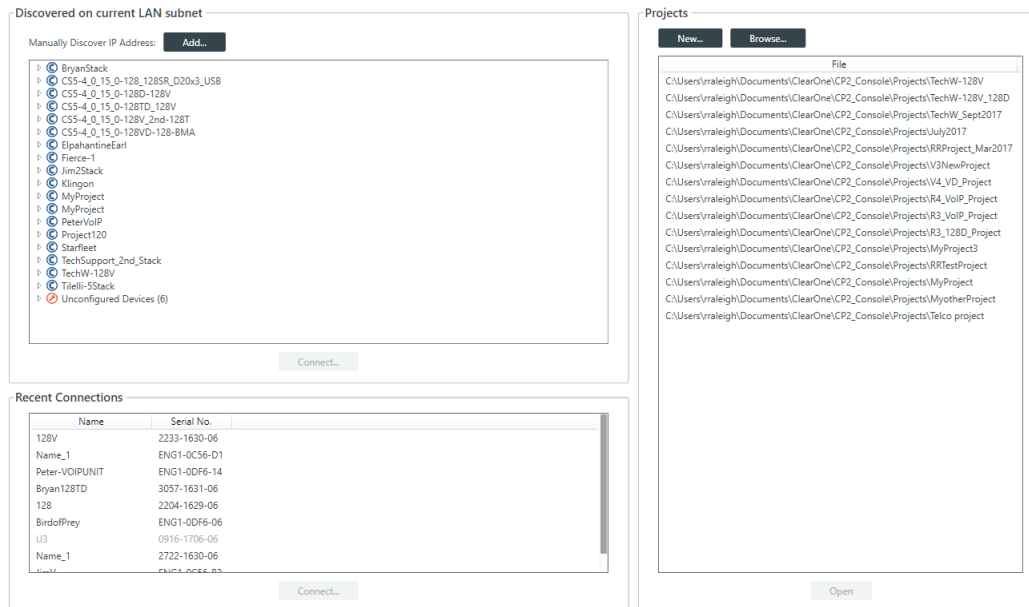 Discovered on current LAN subnet
Manually Discover IP Address: Add...
BryanStack
CS5-4_0_15_0-128_128SR_D20x3_USB
CS5-4_0_15_0-128D-128V
CS5-4_0_15_0-128TD_128V
CS5-4_0_15_0-128V_2nd-128T
CS5-4_0_15_0-128VD-128-BMA
ElpahantineEarl
Fierce-1
Jim2Stack
Klingon
MyProject
MyProject
PeterVoIP
Project120
Starfleet
TechSupport_2nd_Stack
TechW-128V
Tilelli-5Stack
Unconfigured Devices (6)
Connect...
Recent Connections
Name Serial No.
128V 2233-1630-06
Name_1 ENG1-0C56-D1
Peter-VOIPUNIT ENG1-0DF6-14
Bryan128TD 3057-1631-06
128 2204-1629-06
BirdofPrey ENG1-0DF6-06
U3 0916-1706-06
Name_1 2722-1630-06
Connect...
Projects
New... Browse...
File
C:\Users\rraleigh\Documents\ClearOne\CP2_Console\Projects\TechW-128V
C:\Users\rraleigh\Documents\ClearOne\CP2_Console\Projects\TechW-128V_128D
C:\Users\rraleigh\Documents\ClearOne\CP2_Console\Projects\TechW_Sept2017
C:\Users\rraleigh\Documents\ClearOne\CP2_Console\Projects\July2017
C:\Users\rraleigh\Documents\ClearOne\CP2_Console\Projects\RRProject_Mar2017
C:\Users\rraleigh\Documents\ClearOne\CP2_Console\Projects\V3NewProject
C:\Users\rraleigh\Documents\ClearOne\CP2_Console\Projects\V4_VD_Project
C:\Users\rraleigh\Documents\ClearOne\CP2_Console\Projects\R4_VoIP_Project
C:\Users\rraleigh\Documents\ClearOne\CP2_Console\Projects\R3_VoIP_Project
C:\Users\rraleigh\Documents\ClearOne\CP2_Console\Projects\R3_128D_Project
C:\Users\rraleigh\Documents\ClearOne\CP2_Console\Projects\MyProject3
C:\Users\rraleigh\Documents\ClearOne\CP2_Console\Projects\RRTestProject
C:\Users\rraleigh\Documents\ClearOne\CP2_Console\Projects\MyProject
C:\Users\rraleigh\Documents\ClearOne\CP2_Console\Projects\MyotherProject
C:\Users\rraleigh\Documents\ClearOne\CP2_Console\Projects\Telco project
Open